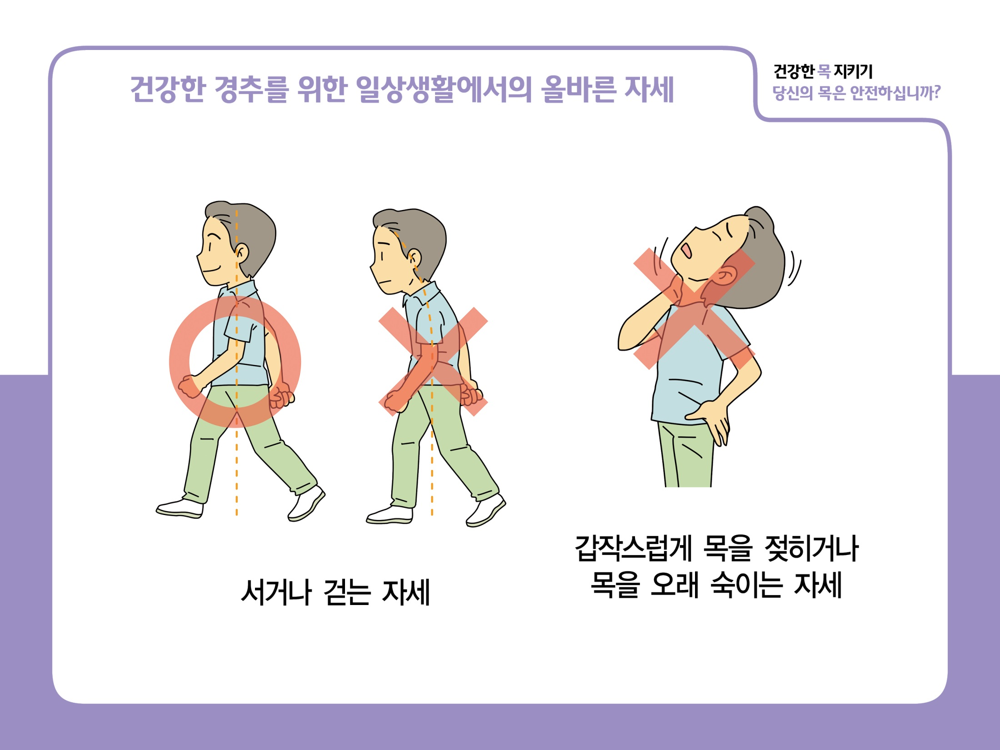 건강한 경추를 위한 일상생활에서의 올바른 자세
건강한 목 지키기
당신의 목은 안전하십니까?
서거나 걷는 자세
갑작스럽게 목을 젖히거나
목을 오래 숙이는 자세